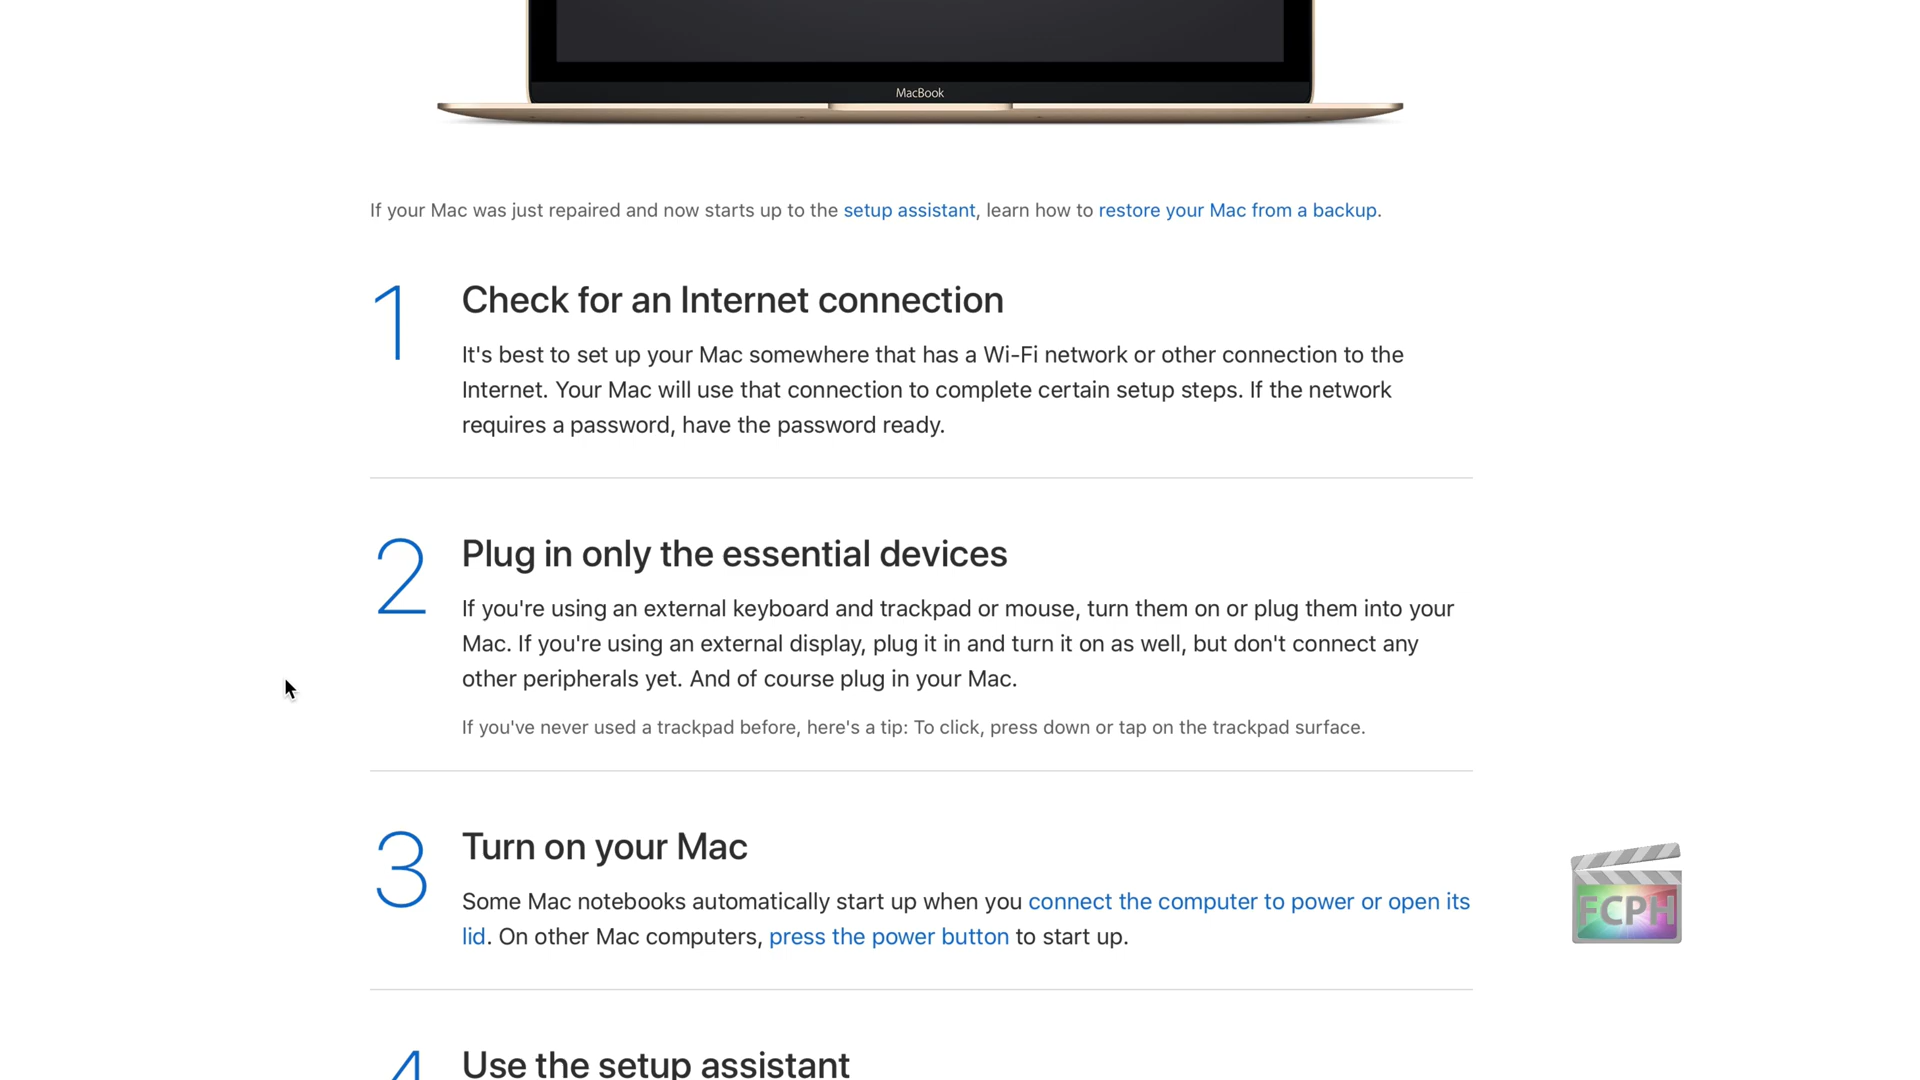 MacBook
If your Mac was just repaired and now starts up to the setup assistant, learn how to restore your Mac from a backup.
1
Check for an Internet connection
It's best to set up your Mac somewhere that has a Wi-Fi network or other connection to the
Internet. Your Mac will use that connection to complete certain setup steps. If the network
requires a password, have the password ready.
2
Plug in only the essential devices
If you're using an external keyboard and trackpad or mouse, turn them on or plug them into your
Mac. If you're using an external display, plug it in and turn it on as well, but don't connect any
other peripherals yet. And of course plug in your Mac.
If you've never used a trackpad before, here's a tip: To click, press down or tap on the trackpad surface.
3
Turn on your Mac
Some Mac notebooks automatically start up when you connect the computer to power or open its
lid. On other Mac computers, press the power button to start up.
FCPH
4
Use the setup assistant